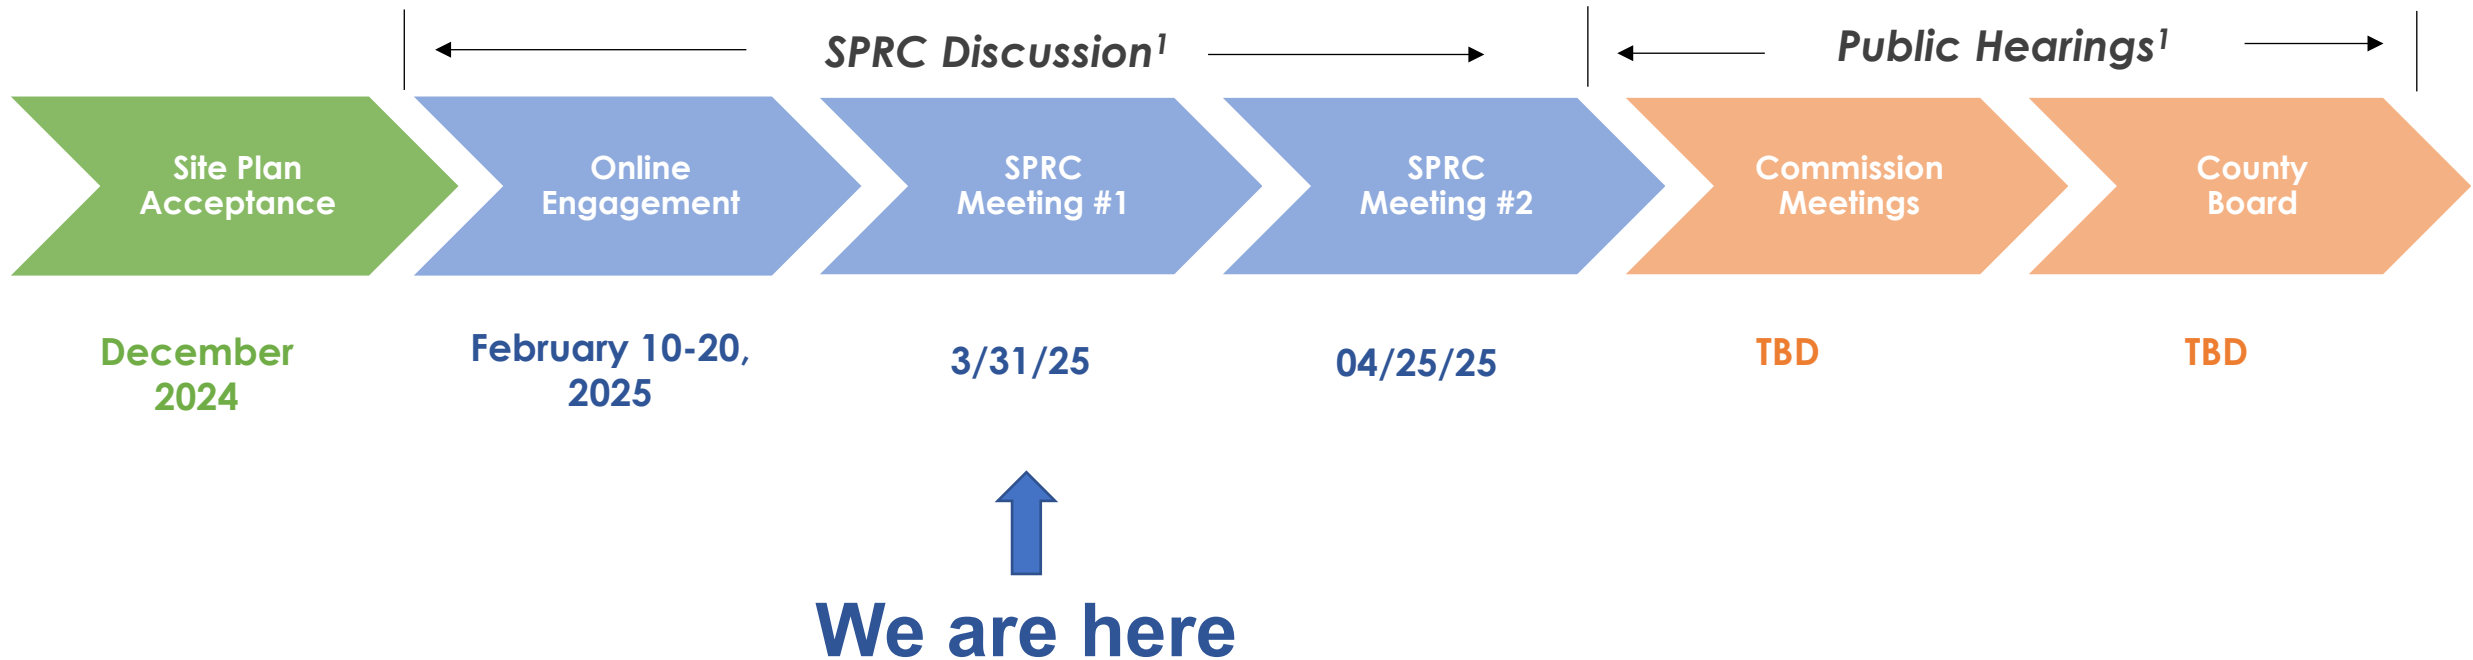 SPRC Discussion¹
Public Hearings¹
Site Plan
Acceptance
Online
Engagement
SPRC
Meeting #1
SPRC
Meeting #2
Commission
Meetings
County
Board
December
2024
February 10-20,
2025
3/31/25
04/25/25
TBD
TBD
We are here